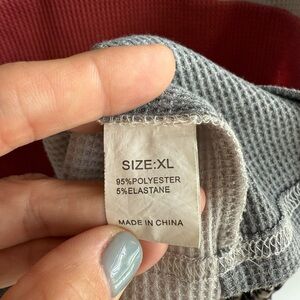 SIZE:XL
95%POLYESTER
5%ELASTANE
MADE IN CHINA